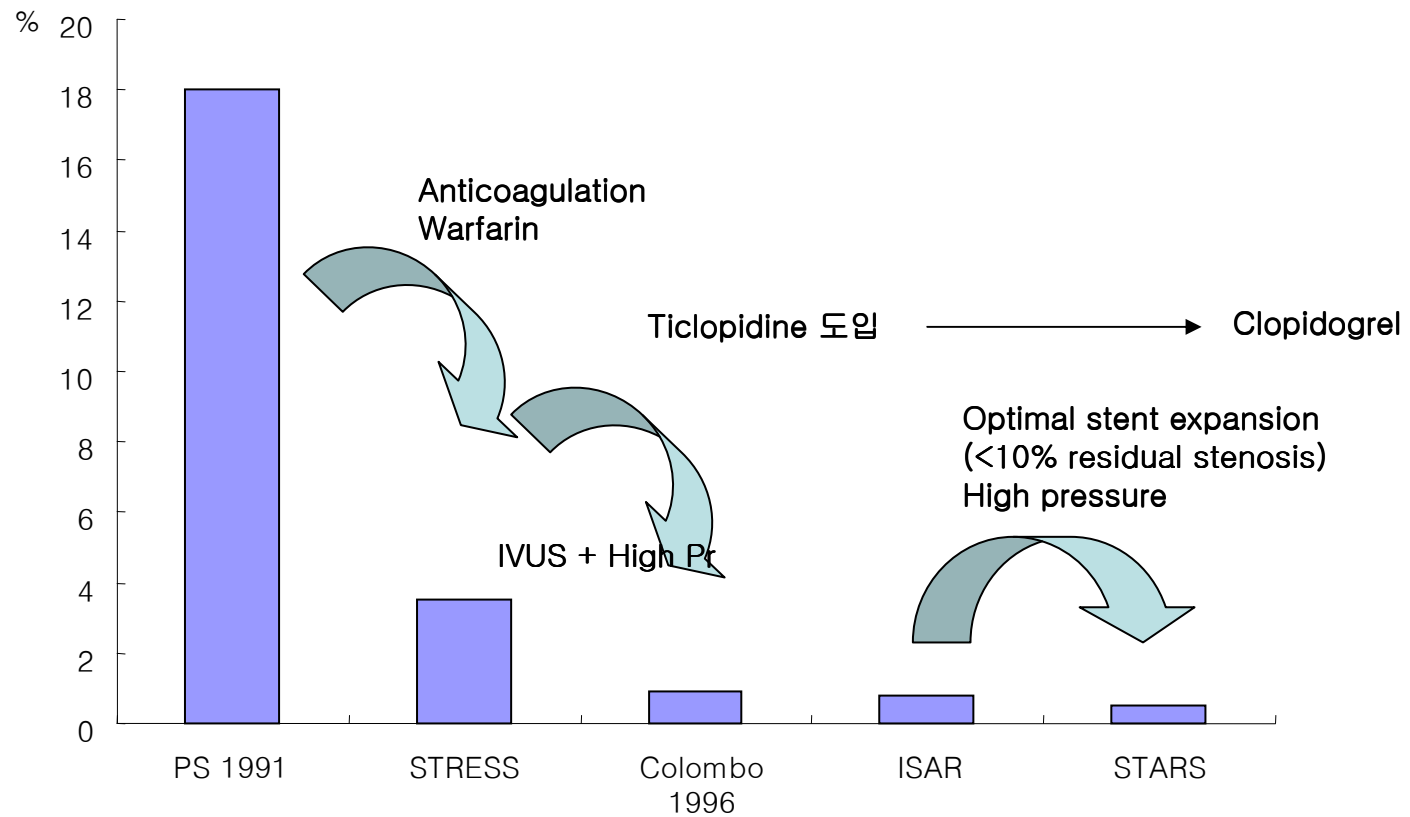 %
20
18
16
14
12
10
8
6
4
2
0
Anticoagulation
Warfarin
Ticlopidine 도입
Clopidogrel
Optimal stent expansion
(<10% residual stenosis)
High pressure
IVUS + High Pr
PS 1991
STRESS
Colombo
1996
ISAR
STARS